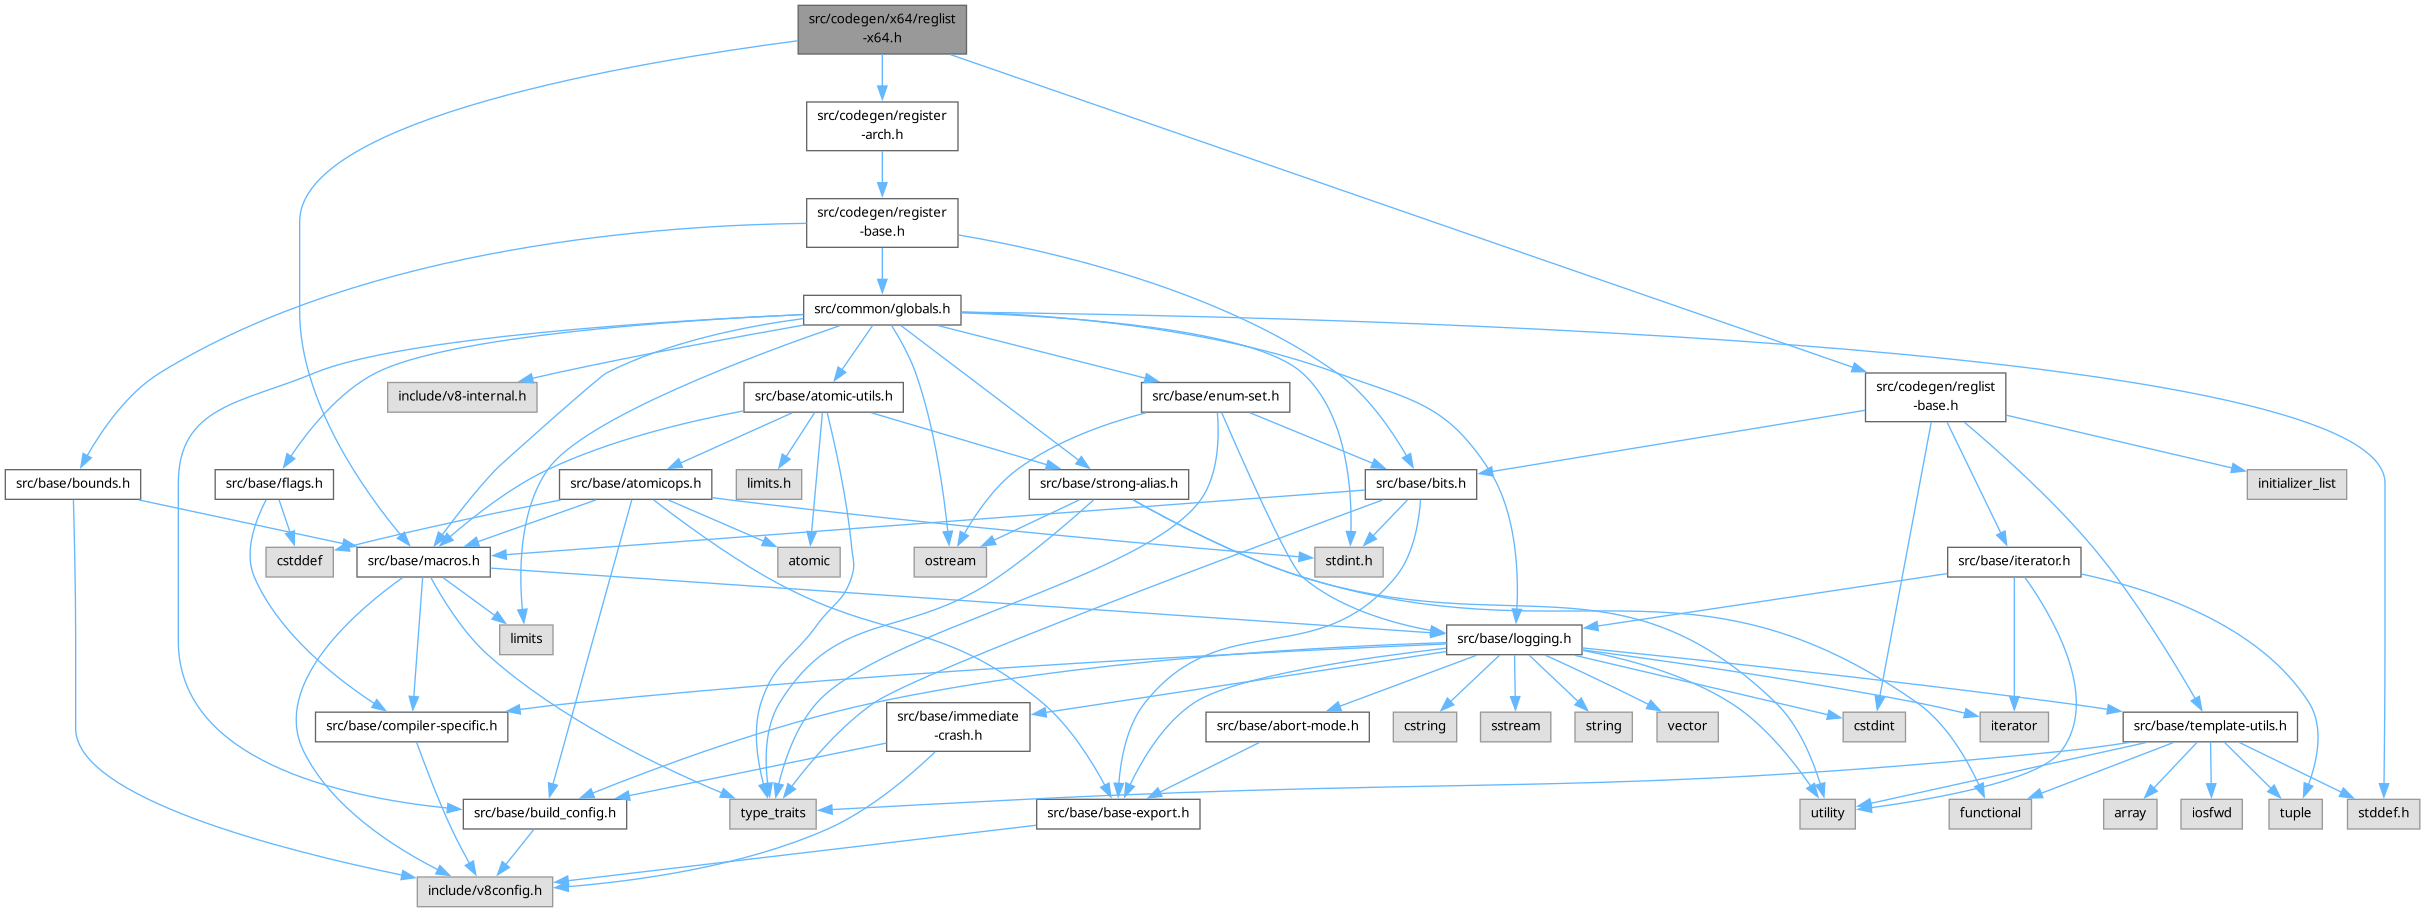 src/codegen/x64/reglist
-x64.h
src/codegen/register
-arch.h
src/codegen/register
-base.h
src/common/globals.h
include/v8-internal.h
src/base/atomic-utils.h
src/base/enum-set.h
src/codegen/reglist
-base.h
src/base/bounds.h
src/base/flags.h
src/base/atomicops.h
limits.h
src/base/strong-alias.h
src/base/bits.h
initializer_list
cstddef
src/base/macros.h
atomic
ostream
stdint.h
src/base/iterator.h
limits
src/base/logging.h
src/base/compiler-specific.h
src/base/immediate
-crash.h
src/base/abort-mode.h
cstring
sstream
string
vector
cstdint
iterator
src/base/template-utils.h
src/base/build_config.h
type_traits
src/base/base-export.h
utility
functional
array
iosfwd
tuple
stddef.h
include/v8config.h